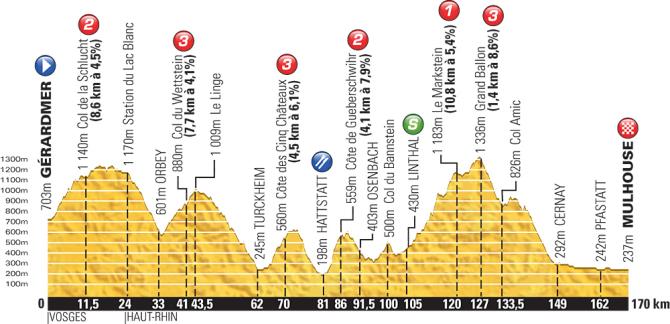 703m GÉRARDMER
2
1 140m Col de la Schlucht
(8,6 km à 4,5%)
1 170m Station du Lac Blanc
601m ORBEY
3
880m Col du Wettstein
(7,7 km à 4,1%)
1 009m Le Linge
245m TURCKHEIM
3
560m Côte des Cinq Châteaux
(4,5 km à 6,1%)
198m HATTSTATT
2
559m Côte de Gueberschwihr
(4,1 km à 7,9%)
403m OSENBACH
500m Col du Bannstein
S
430m LINTHAL
1
1 183m Le Markstein
(10,8 km à 5,4%)
3
1 336m Grand Ballon
(1,4 km à 8,6%)
826m Col Amic
292m CERNAY
242m PFASTATT
237m MULHOUSE
1300m
1200m
1100m
1000m
900m
800m
700m
600m
500m
400m
300m
200m
100m
0 11,5 24 33 41 43,5 62 70 81 86 91,5 100 105 120 127 133,5 149 162 170 km
VOSGES HAUT-RHIN